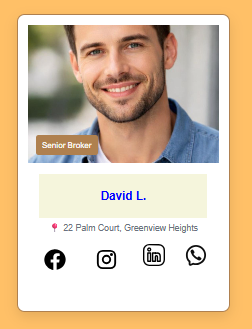 Senior Broker
David L.
22 Palm Court, Greenview Heights